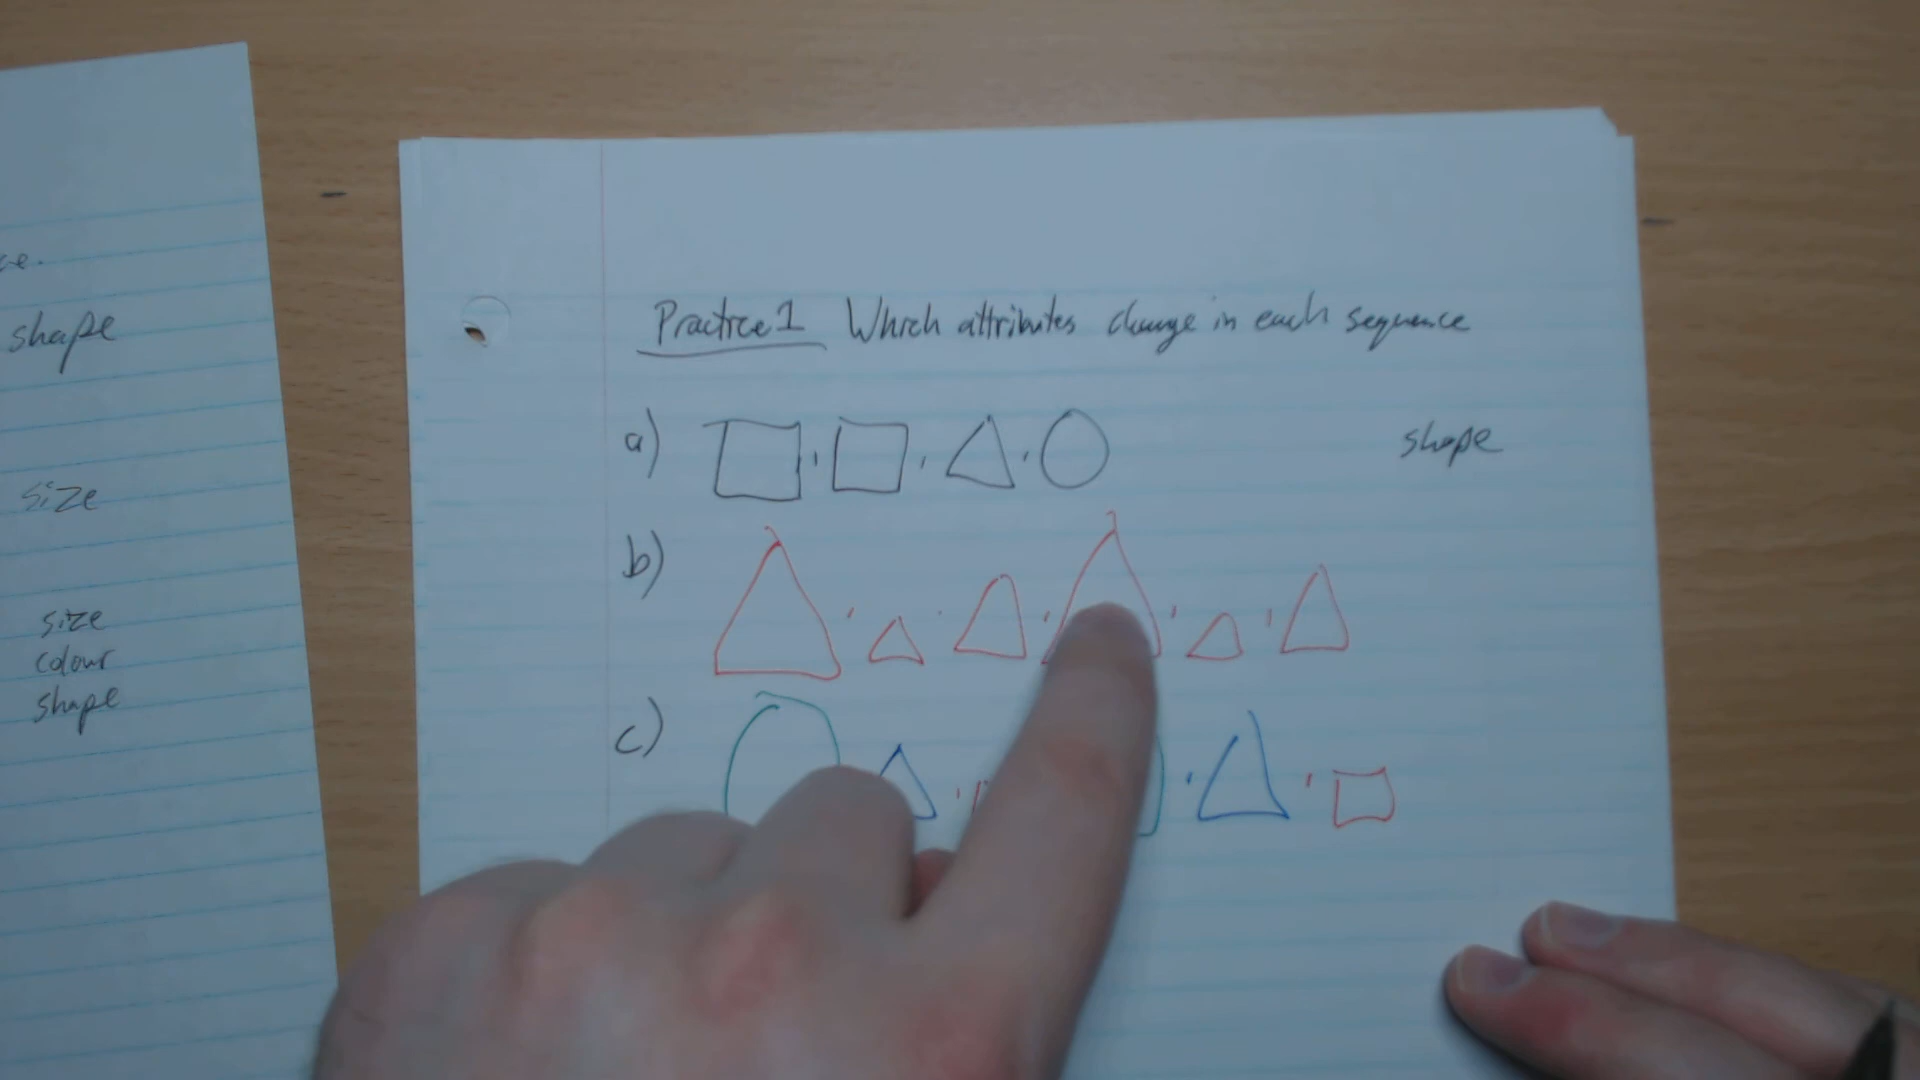 shape
size
size
colour
shape
Practice 1 Which attributes change in each sequence
a) shape
b)
c)